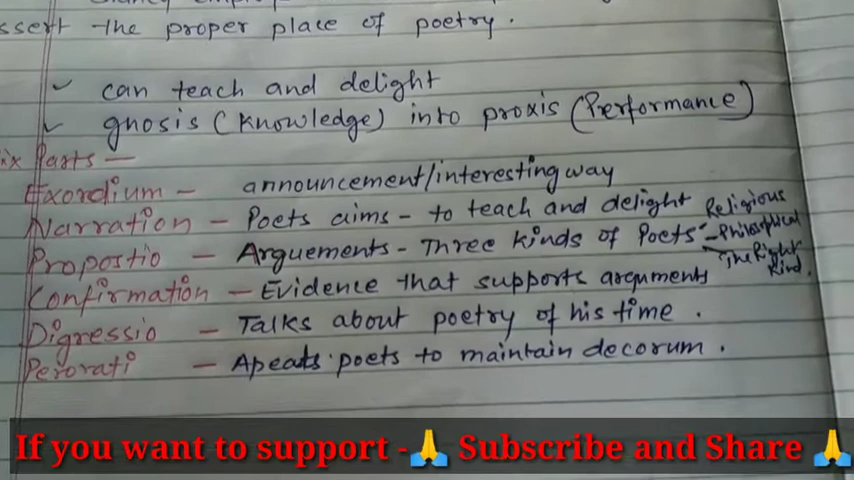 ssert the proper place of poetry.
✓ can teach and delight
✓ gnosis (knowledge) into proxis (Prerformance)
ix Parts —
Exordium – announcement/interesting way
Narration – Poets aims – to teach and delight
Propostio – Arguements – Three kinds of Poets – Religious
– Philosophical
The Right
Kind.
Confirmation – Evidence that supports arguments
Digressio – Talks about poetry of his time.
Perorati – Apeals poets to maintain decorum.
If you want to support -🙏 Subscribe and Share 🙏